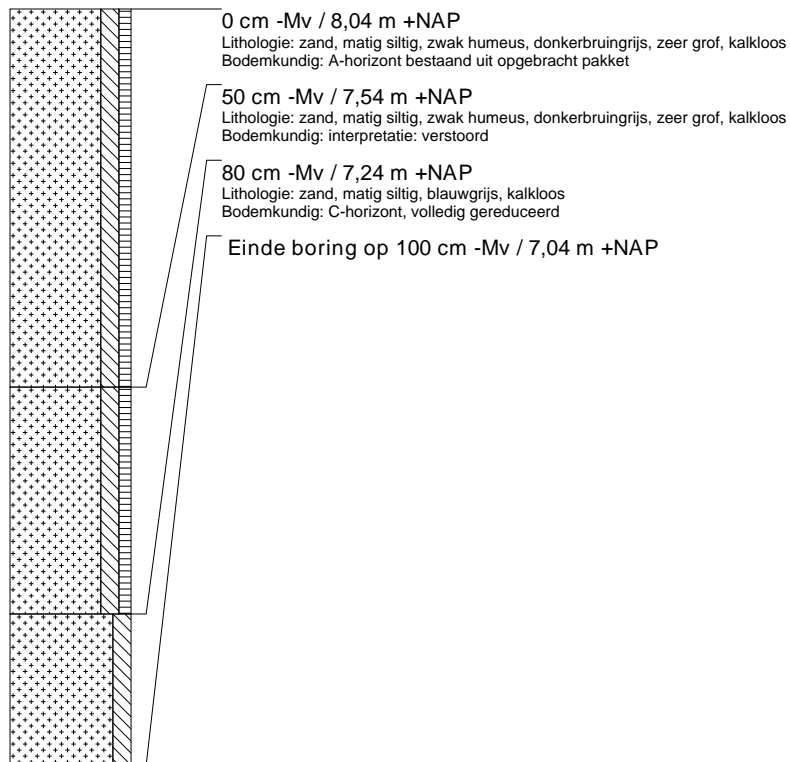 0 cm -Mv / 8,04 m +NAP
Lithologie: zand, matig siltig, zwak humeus, donkerbruingrijs, zeer grof, kalkloos
Bodemkundig: A-horizont bestaand uit opgebracht pakket
50 cm -Mv / 7,54 m +NAP
Lithologie: zand, matig siltig, zwak humeus, donkerbruingrijs, zeer grof, kalkloos
Bodemkundig: interpretatie: verstoord
80 cm -Mv / 7,24 m +NAP
Lithologie: zand, matig siltig, blauwgrijs, kalkloos
Bodemkundig: C-horizont, volledig gereduceerd
Einde boring op 100 cm -Mv / 7,04 m +NAP